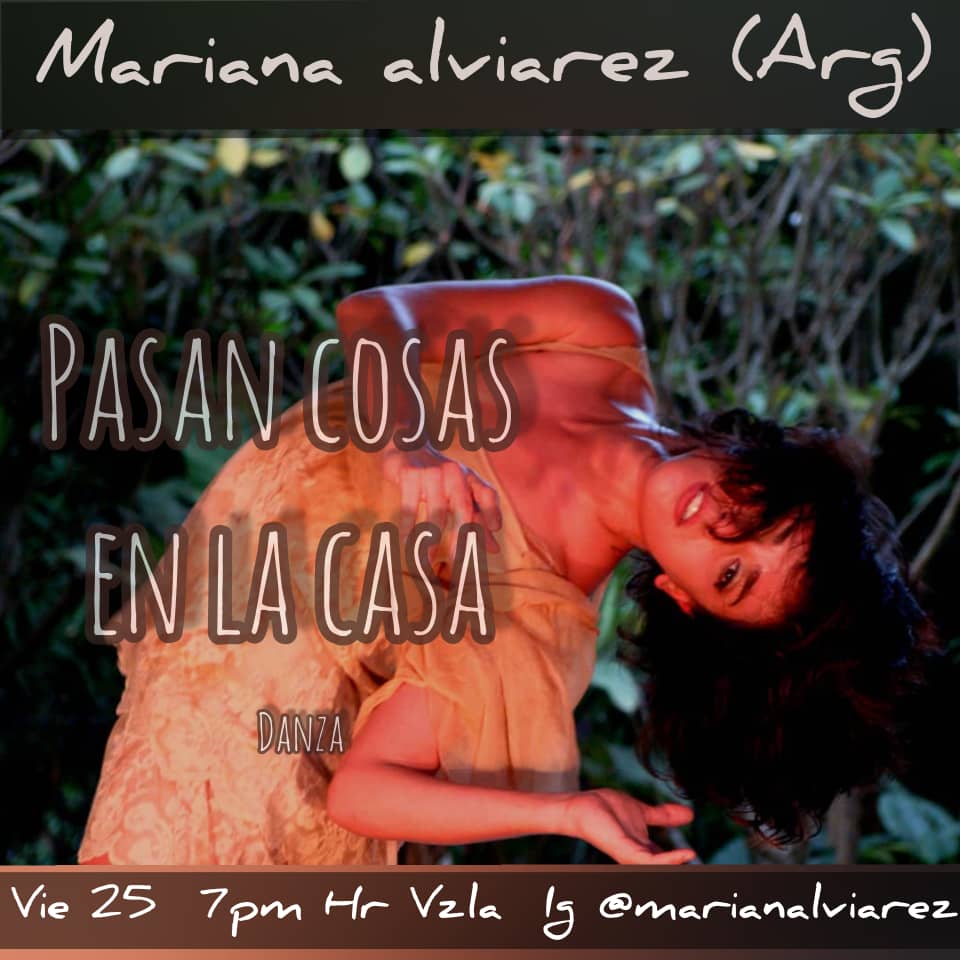 Mariana alviarez (Arg)
PASAN COSAS
EN LA CASA
DANZA
Vie 25 7pm Hr Vzla Ig @marianalviarez